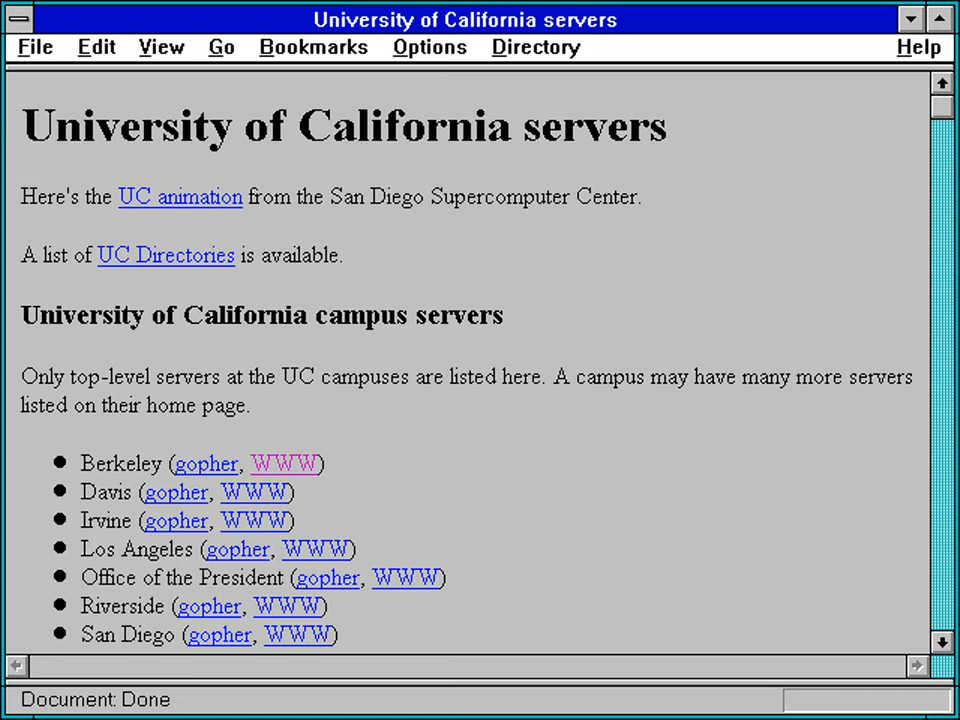 University of California servers
File Edit View Go Bookmarks Options Directory Help
University of California servers
Here's the UC animation from the San Diego Supercomputer Center.
A list of UC Directories is available.
University of California campus servers
Only top-level servers at the UC campuses are listed here. A campus may have many more servers
listed on their home page.
Berkeley (gopher, WWW)
Davis (gopher, WWW)
Irvine (gopher, WWW)
Los Angeles (gopher, WWW)
Office of the President (gopher, WWW)
Riverside (gopher, WWW)
San Diego (gopher, WWW)
Document: Done